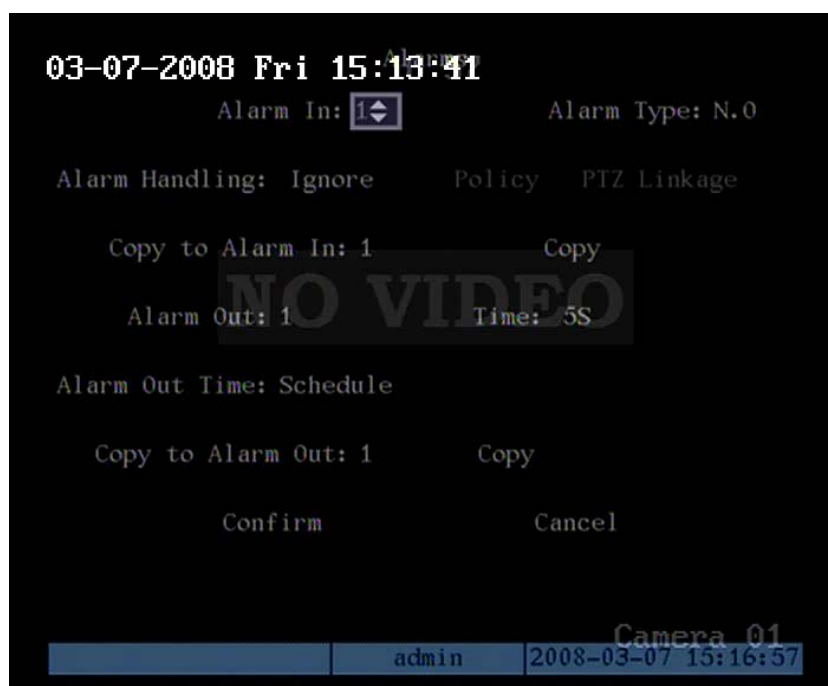 Alarms
03-07-2008 Fri 15:13:41
Alarm In: 1 Alarm Type: N.O
Alarm Handling: Ignore Policy PTZ Linkage
Copy to Alarm In: 1 Copy
NO VIDEO
Alarm Out: 1 Time: 5S
Alarm Out Time: Schedule
Copy to Alarm Out: 1 Copy
Confirm Cancel
Camera 01
admin 2008-03-07 15:16:57